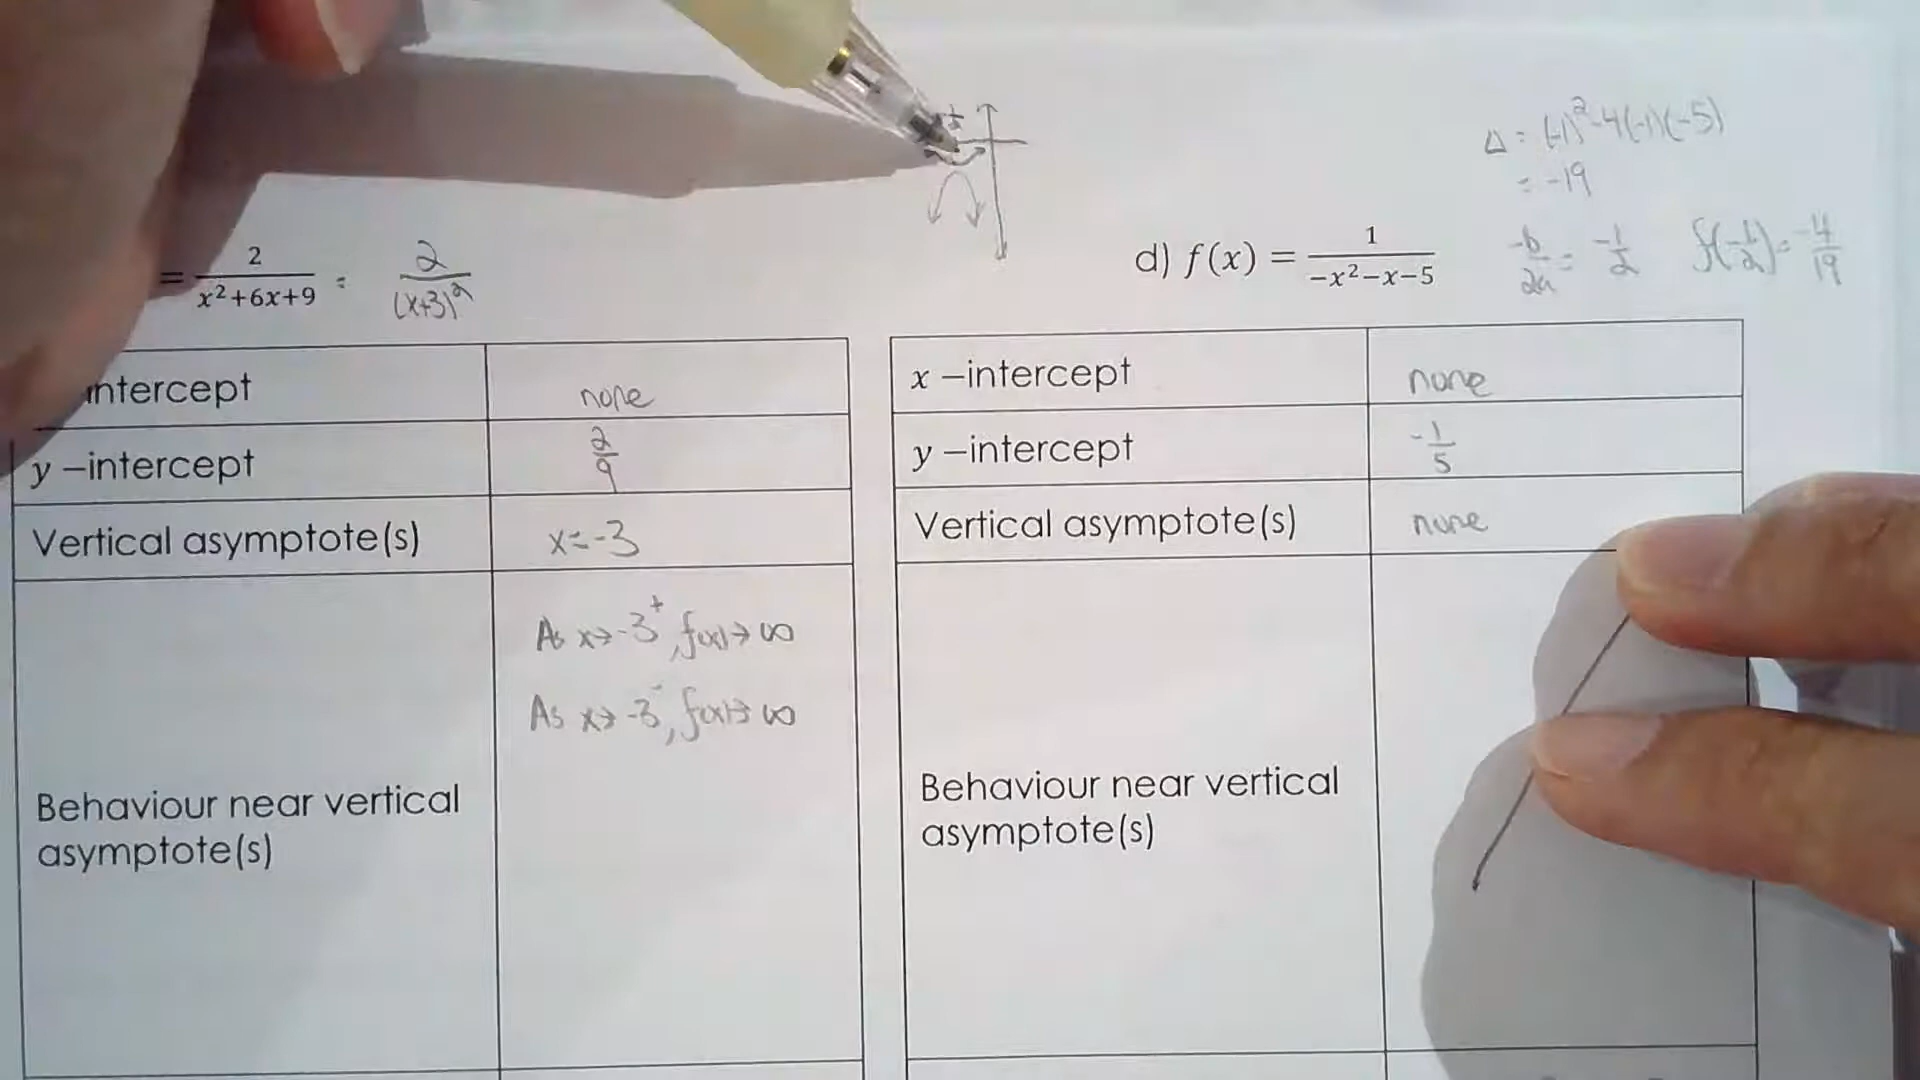 Δ = (-1)²-4(-1)(-5)
= -19
= 2/(x²+6x+9) = 2/(x+3)²
d) f(x) = 1/(−x²−x−5)
-b/2a = -1/2 f(-1/2) = -4/19
intercept none
y −intercept 2/9
Vertical asymptote(s) x=-3
As x→-3⁺, f(x)→∞
As x→-3⁻, f(x)→∞
Behaviour near vertical
asymptote(s)
x −intercept none
y −intercept -1/5
Vertical asymptote(s) none
Behaviour near vertical
asymptote(s)